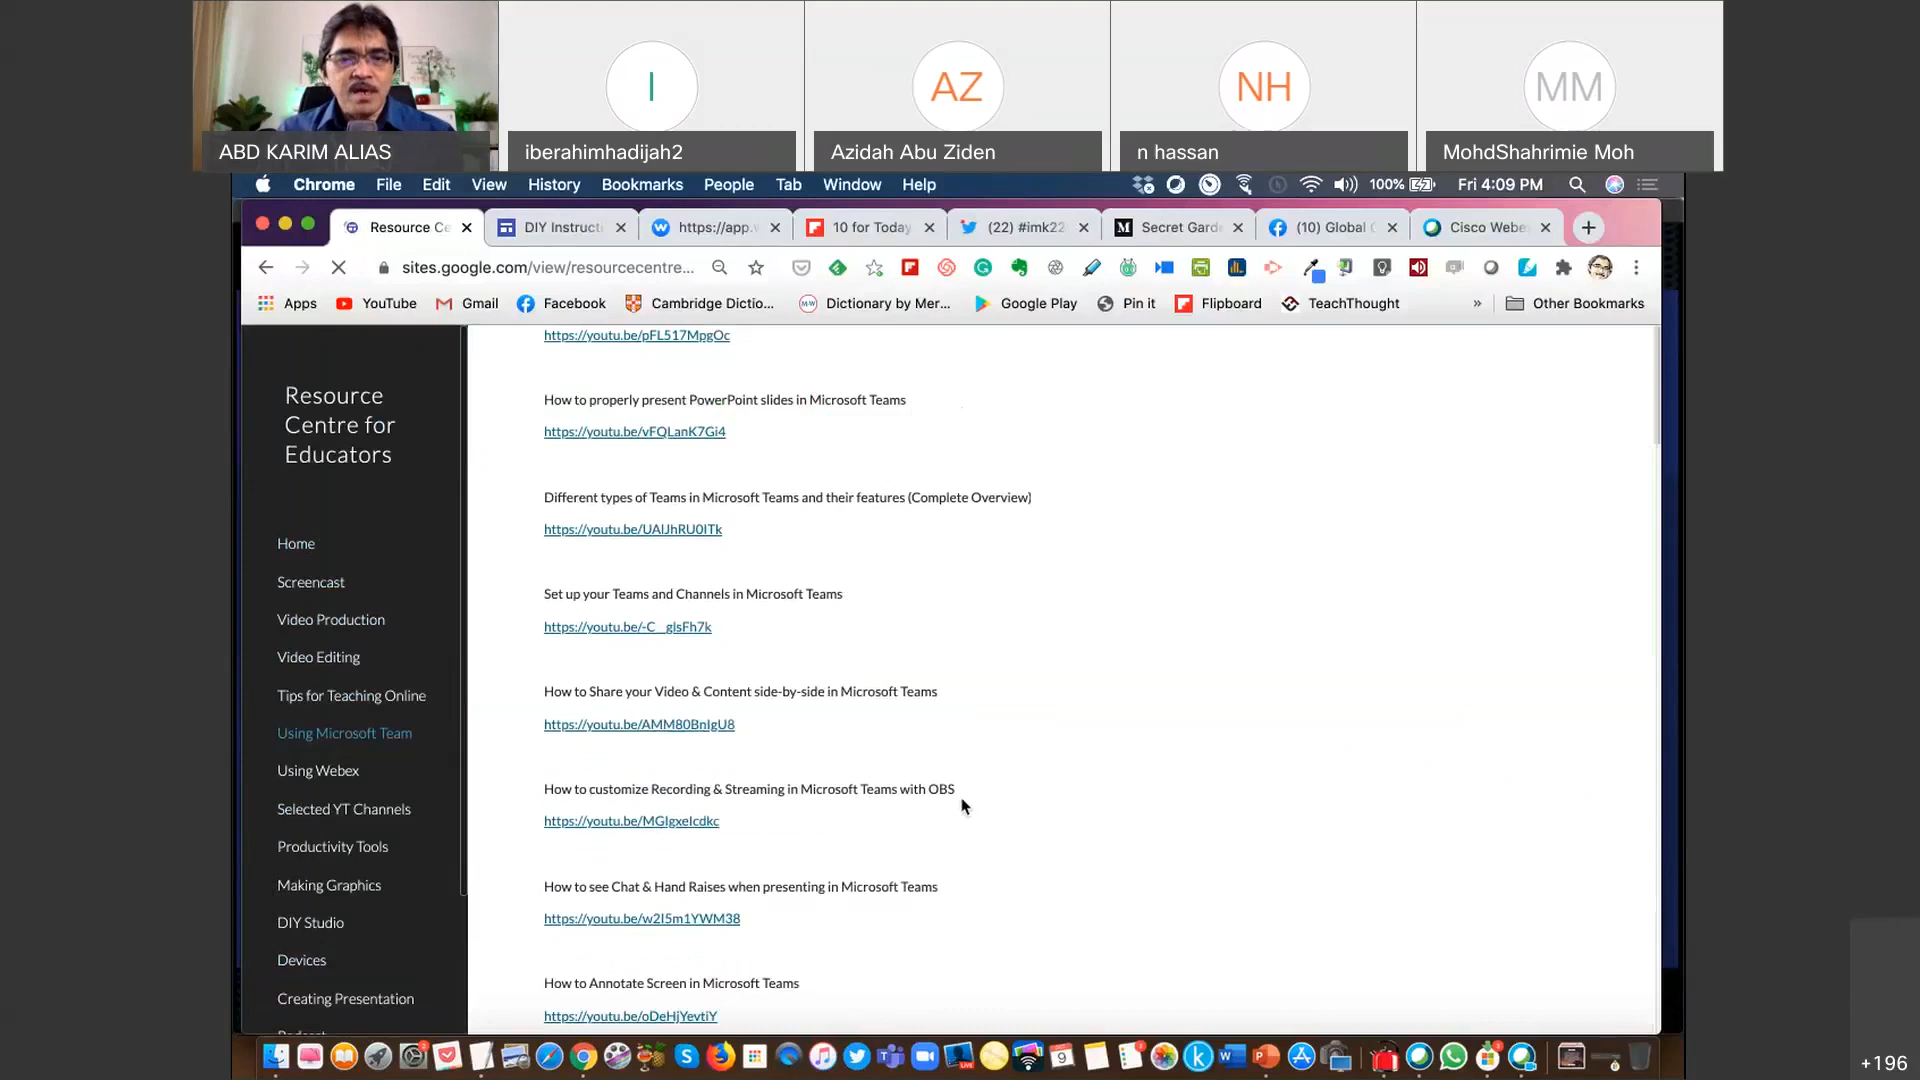 ABD KARIM ALIAS
I
iberahimhadijah2
AZ
Azidah Abu Ziden
NH
n hassan
MM
MohdShahrimie Moh
Chrome File Edit View History Bookmarks People Tab Window Help
100% Fri 4:09 PM
Resource Ce
DIY Instruct
https://app.w
10 for Today
(22) #imk22
Secret Gard
(10) Global
Cisco Webe
sites.google.com/view/resourcecentre...
Apps YouTube Gmail Facebook Cambridge Dictio... Dictionary by Mer... Google Play Pin it Flipboard TeachThought » Other Bookmarks
Resource
Centre for
Educators
Home
Screencast
Video Production
Video Editing
Tips for Teaching Online
Using Microsoft Team
Using Webex
Selected YT Channels
Productivity Tools
Making Graphics
DIY Studio
Devices
Creating Presentation
https://youtu.be/pFL517MpgOc
How to properly present PowerPoint slides in Microsoft Teams
https://youtu.be/vFQLanK7Gi4
Different types of Teams in Microsoft Teams and their features (Complete Overview)
https://youtu.be/UAlJhRU0ITk
Set up your Teams and Channels in Microsoft Teams
https://youtu.be/-C__glsFh7k
How to Share your Video & Content side-by-side in Microsoft Teams
https://youtu.be/AMM80BnIgU8
How to customize Recording & Streaming in Microsoft Teams with OBS
https://youtu.be/MGIgxeIcdkc
How to see Chat & Hand Raises when presenting in Microsoft Teams
https://youtu.be/w2I5m1YWM38
How to Annotate Screen in Microsoft Teams
https://youtu.be/oDeHjYevtiY
+196